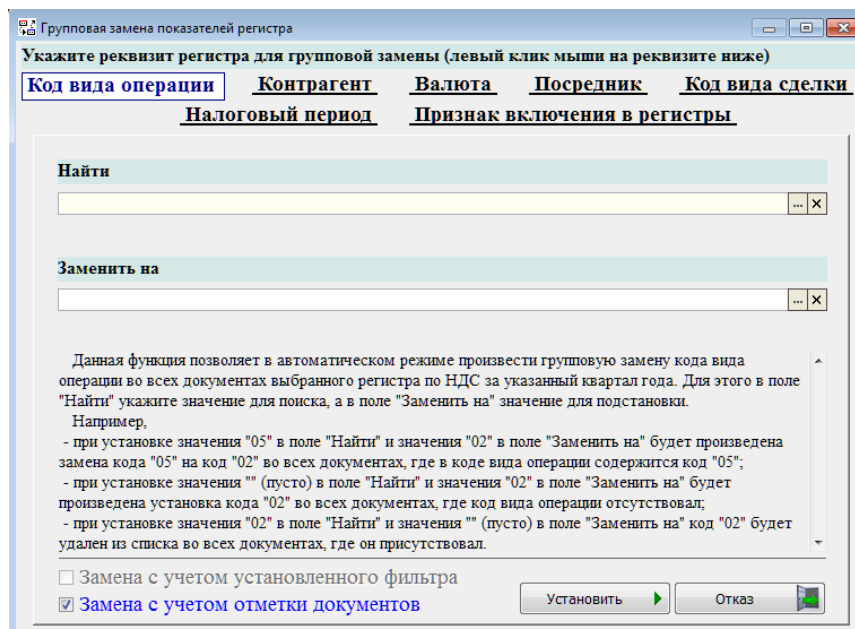 Групповая замена показателей регистра
Укажите реквизит регистра для групповой замены (левый клик мыши на реквизите ниже)
Код вида операции Контрагент Валюта Посредник Код вида сделки
Налоговый период Признак включения в регистры
Найти
... ×
Заменить на
... ×
Данная функция позволяет в автоматическом режиме произвести групповую замену кода вида
операции во всех документах выбранного регистра по НДС за указанный квартал года. Для этого в поле
"Найти" укажите значение для поиска, а в поле "Заменить на" значение для подстановки.
Например,
- при установке значения "05" в поле "Найти" и значения "02" в поле "Заменить на" будет произведена
замена кода "05" на код "02" во всех документах, где в коде вида операции содержится код "05";
- при установке значения "" (пусто) в поле "Найти" и значения "02" в поле "Заменить на" будет
произведена установка кода "02" во всех документах, где код вида операции отсутствовал;
- при установке значения "02" в поле "Найти" и значения "" (пусто) в поле "Заменить на" код "02" будет
удален из списка во всех документах, где он присутствовал.
Замена с учетом установленного фильтра
Замена с учетом отметки документов
Установить Отказ